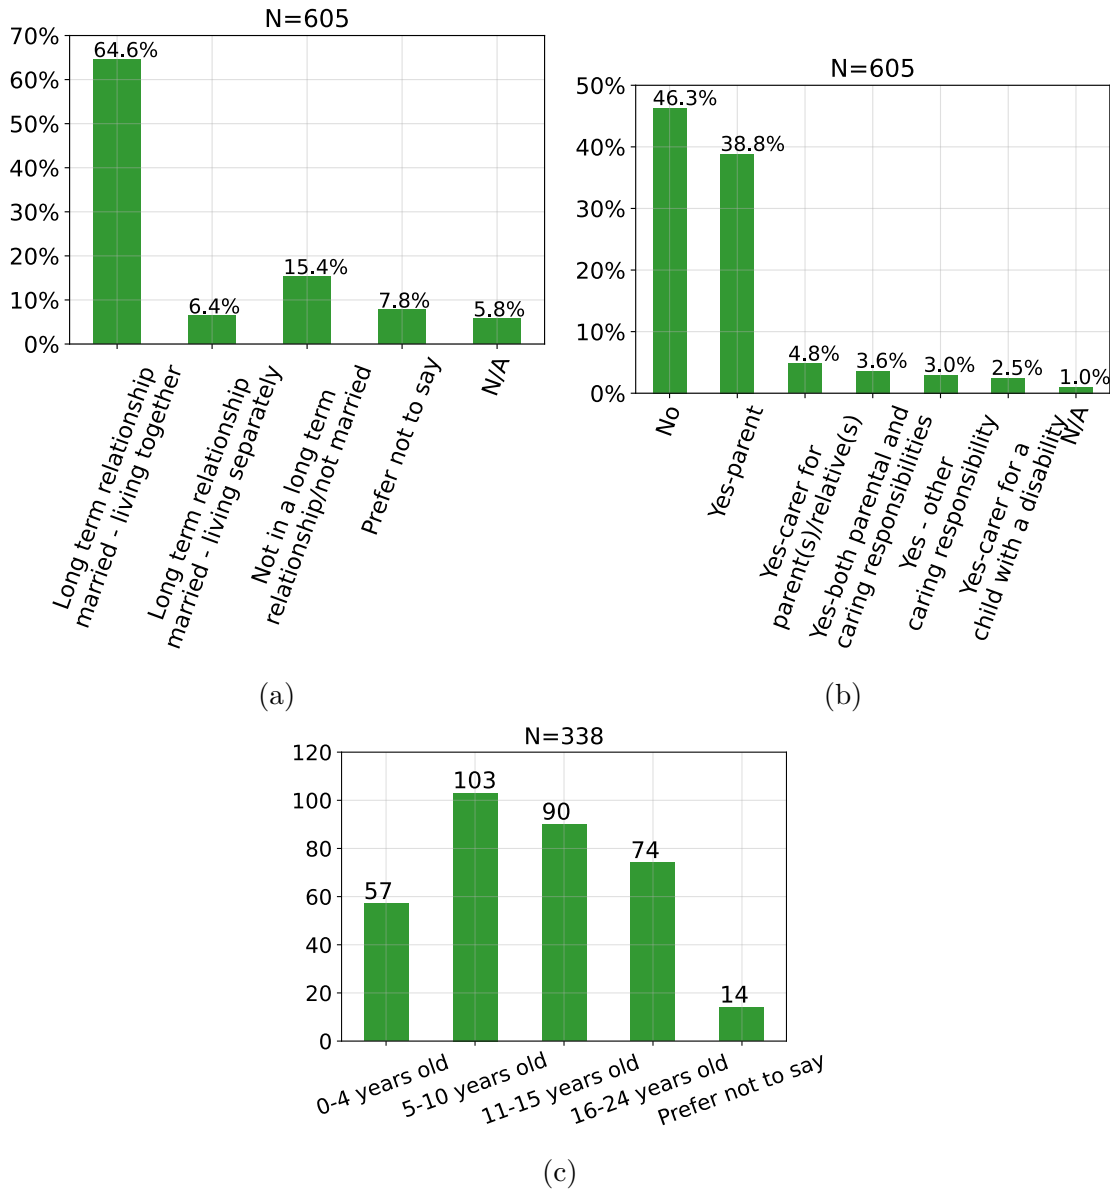 N=605
70%
60%
50%
40%
30%
20%
10%
0%
64.6%
6.4%
15.4%
7.8%
5.8%
Long term relationship
married - living together
Long term relationship
married - living separately
Not in a long term
relationship/not married
Prefer not to say
N/A
(a)
N=605
50%
40%
30%
20%
10%
0%
46.3%
38.8%
4.8%
3.6%
3.0%
2.5%
1.0%
No
Yes-parent
Yes-carer for
parent(s)/relative(s)
Yes-both parental and
caring responsibilities
Yes - other
caring responsibility
Yes-carer for a
child with a disability
N/A
(b)
N=338
120
100
80
60
40
20
0
57
103
90
74
14
0-4 years old
5-10 years old
11-15 years old
16-24 years old
Prefer not to say
(c)